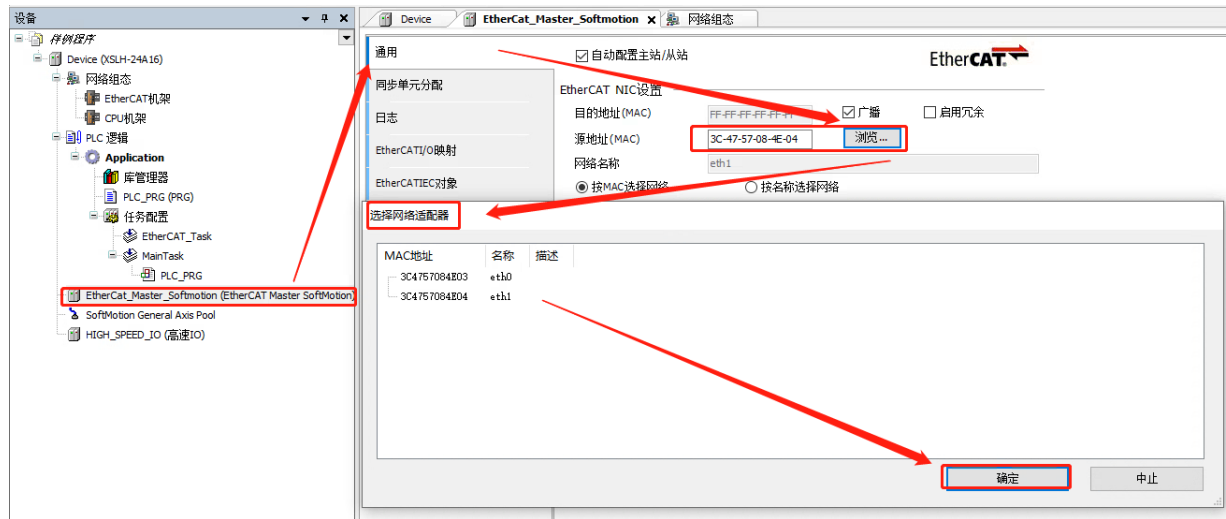 设备
样例程序
Device (XSLH-24A16)
网络组态
EtherCAT机架
CPU机架
PLC 逻辑
Application
库管理器
PLC_PRG (PRG)
任务配置
EtherCAT_Task
MainTask
PLC_PRG
EtherCat_Master_Softmotion (EtherCAT Master SoftMotion)
SoftMotion General Axis Pool
HIGH_SPEED_IO (高速IO)
Device
EtherCat_Master_Softmotion
网络组态
通用
同步单元分配
日志
EtherCATI/O映射
EtherCATIEC对象
自动配置主站/从站
EtherCAT
EtherCAT NIC设置
目的地址(MAC)
FF-FF-FF-FF-FF-FF
广播
启用冗余
源地址(MAC)
3C-47-57-08-4E-04
浏览...
网络名称
eth1
按MAC选择网络
按名称选择网络
选择网络适配器
MAC地址 名称 描述
3C4757084E03 eth0
3C4757084E04 eth1
确定
中止